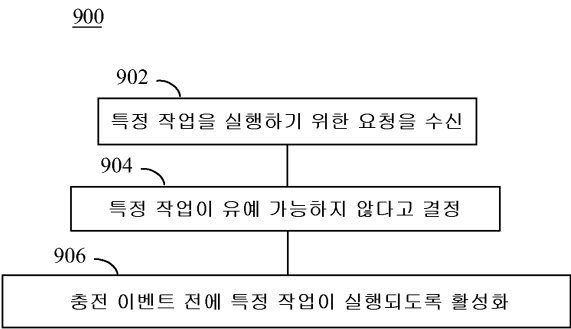 900
902
특정 작업을 실행하기 위한 요청을 수신
904
특정 작업이 유예 가능하지 않다고 결정
906
충전 이벤트 전에 특정 작업이 실행되도록 활성화